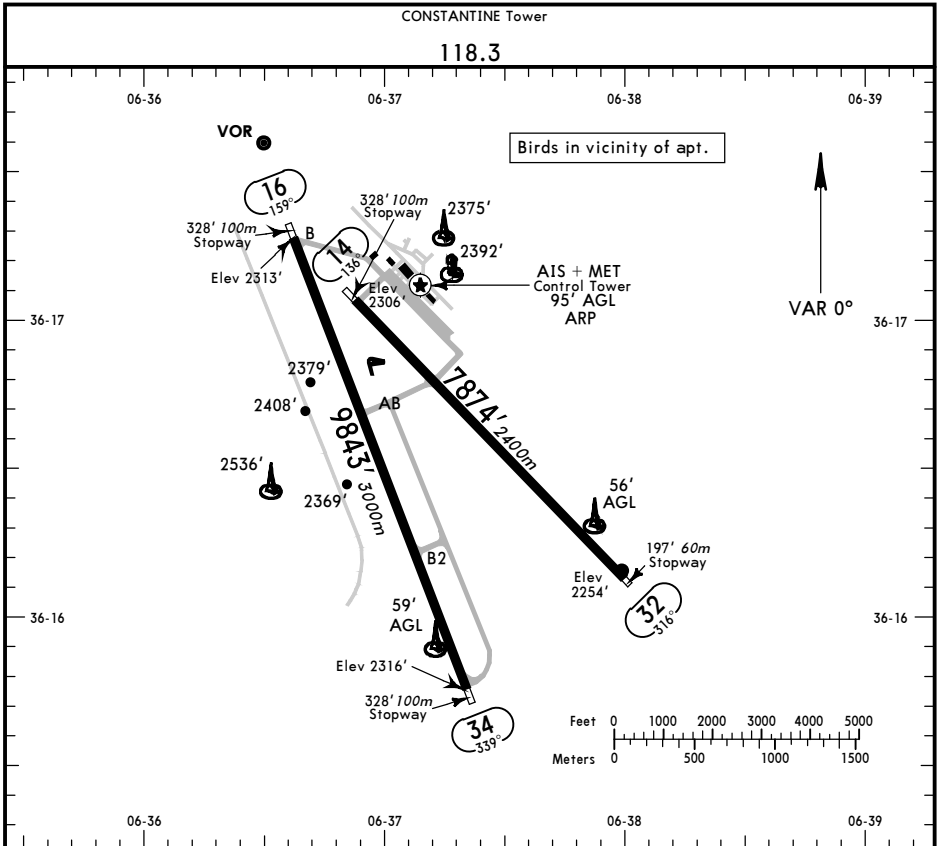 CONSTANTINE Tower
118.3
06-36 06-37 06-38 06-39
VOR
Birds in vicinity of apt.
16
159°
328' 100m
Stopway
2375'
328' 100m
Stopway
B
14
136°
2392'
Elev 2313'
Elev
2306'
AIS + MET
Control Tower
95' AGL
ARP
VAR 0°
36-17
36-17
2379'
2408'
AB
7874' 2400m
9843' 3000m
2536'
2369'
56'
AGL
B2
197' 60m
Stopway
Elev
2254'
32
316°
59'
AGL
36-16
36-16
Elev 2316'
328' 100m
Stopway
34
339°
Feet 0 1000 2000 3000 4000 5000
Meters 0 500 1000 1500
06-36 06-37 06-38 06-39